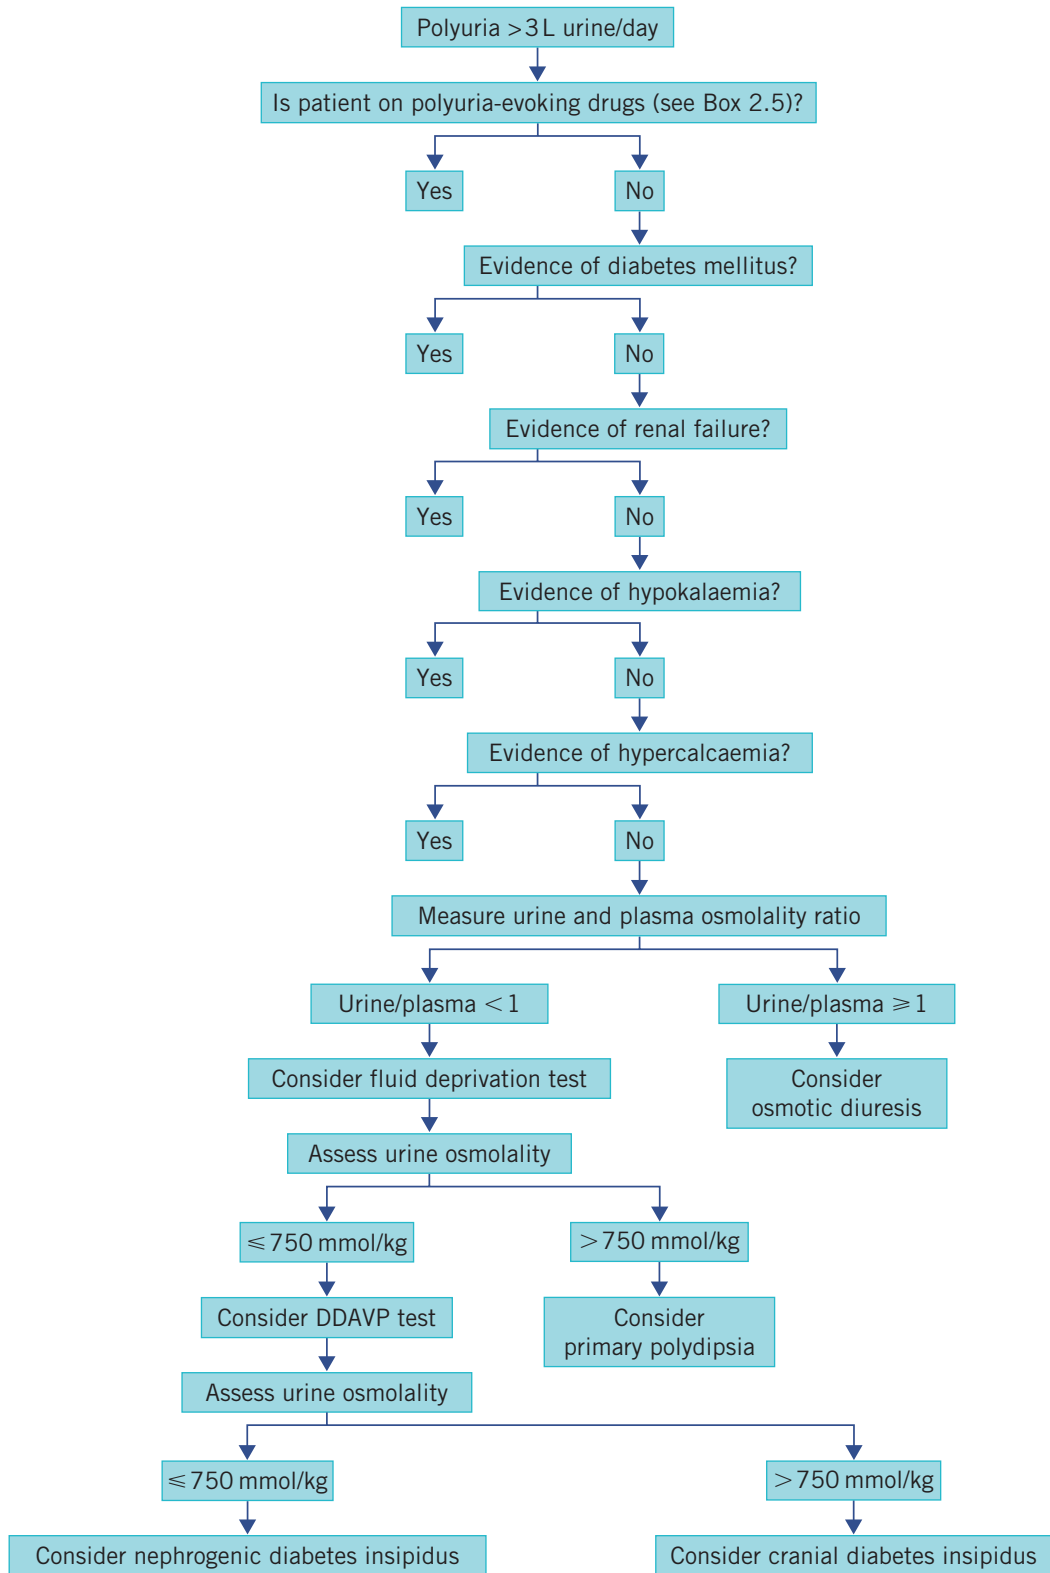 Polyuria >3 L urine/day
Is patient on polyuria-evoking drugs (see Box 2.5)?
Yes
No
Evidence of diabetes mellitus?
Yes
No
Evidence of renal failure?
Yes
No
Evidence of hypokalaemia?
Yes
No
Evidence of hypercalcaemia?
Yes
No
Measure urine and plasma osmolality ratio
Urine/plasma < 1
Urine/plasma ⩾ 1
Consider fluid deprivation test
Consider
osmotic diuresis
Assess urine osmolality
⩽ 750 mmol/kg
> 750 mmol/kg
Consider DDAVP test
Consider
primary polydipsia
Assess urine osmolality
⩽ 750 mmol/kg
> 750 mmol/kg
Consider nephrogenic diabetes insipidus
Consider cranial diabetes insipidus